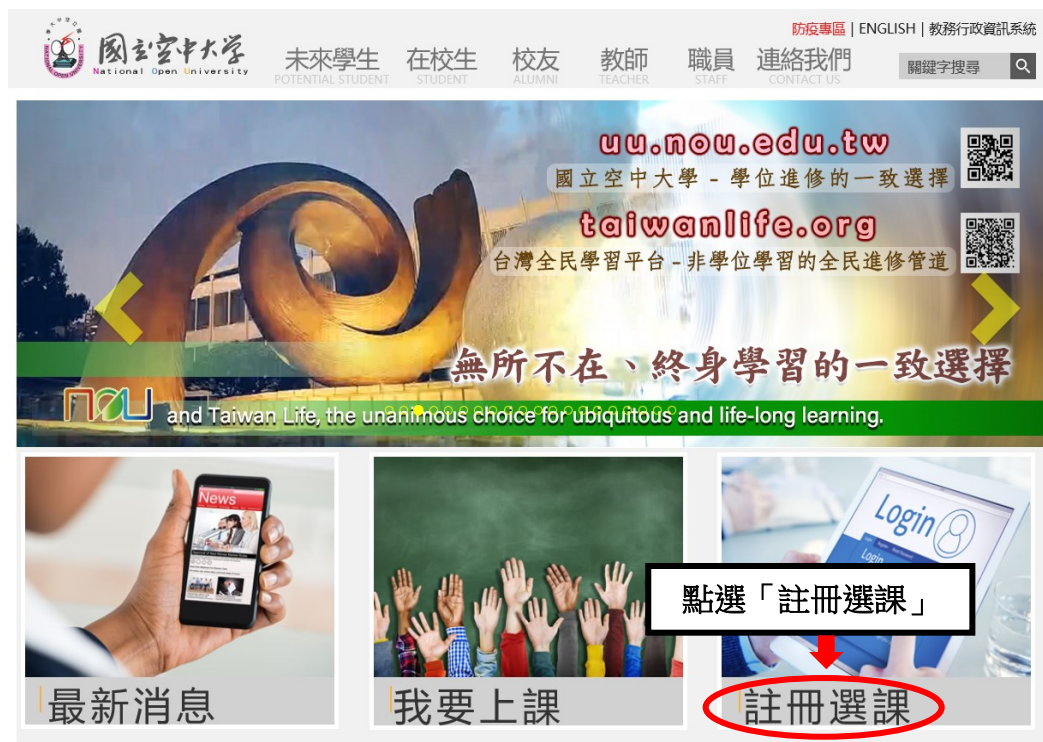 防疫專區 | ENGLISH | 教務行政資訊系統
國立空中大學
National Open University
未來學生 在校生 校友 教師 職員 連絡我們
POTENTIAL STUDENT STUDENT ALUMNI TEACHER STAFF CONTACT US
關鍵字搜尋
uu.nou.edu.tw
國立空中大學 - 學位進修的一致選擇
taiwanlife.org
台灣全民學習平台 - 非學位學習的全民進修管道
無所不在、終身學習的一致選擇
nou and Taiwan Life, the unanimous choice for ubiquitous and life-long learning.
News
Login
Login
點選「註冊選課」
最新消息
我要上課
註冊選課